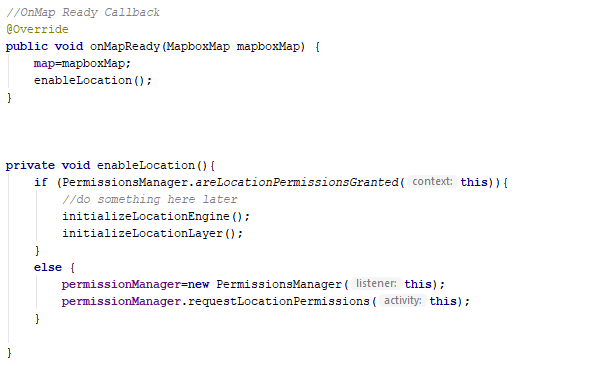 //OnMap Ready Callback
@Override
public void onMapReady(MapboxMap mapboxMap) {
map=mapboxMap;
enableLocation();
}
private void enableLocation(){
if (PermissionsManager.areLocationPermissionsGranted( context: this)){
//do something here later
initializeLocationEngine();
initializeLocationLayer();
}
else {
permissionManager=new PermissionsManager( listener: this);
permissionManager.requestLocationPermissions( activity: this);
}
}